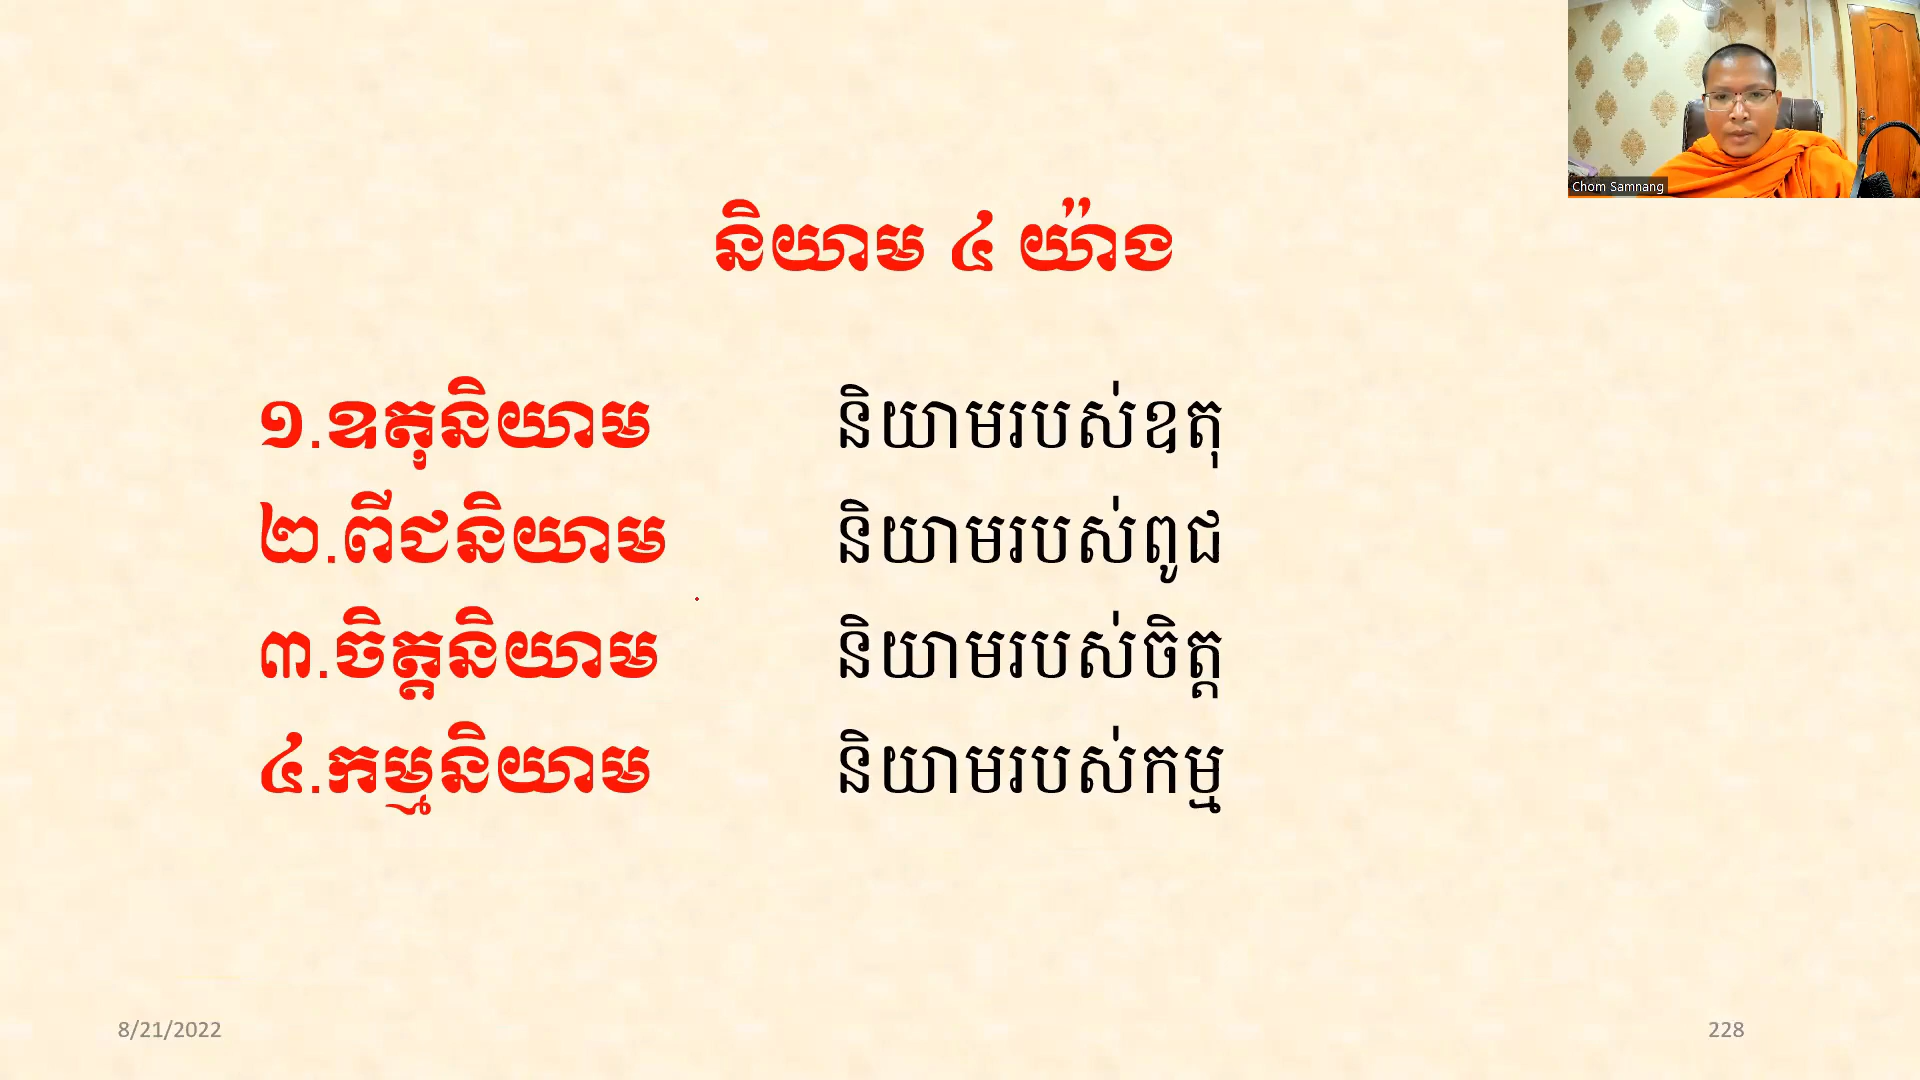 Chom Samnang
និយាម ៤ យ៉ាង
១.ឧតុនិយាម និយាមរបស់ឧតុ
២.ពីជនិយាម និយាមរបស់ពូជ
៣.ចិត្តនិយាម និយាមរបស់ចិត្ត
៤.កម្មនិយាម និយាមរបស់កម្ម
8/21/2022 228